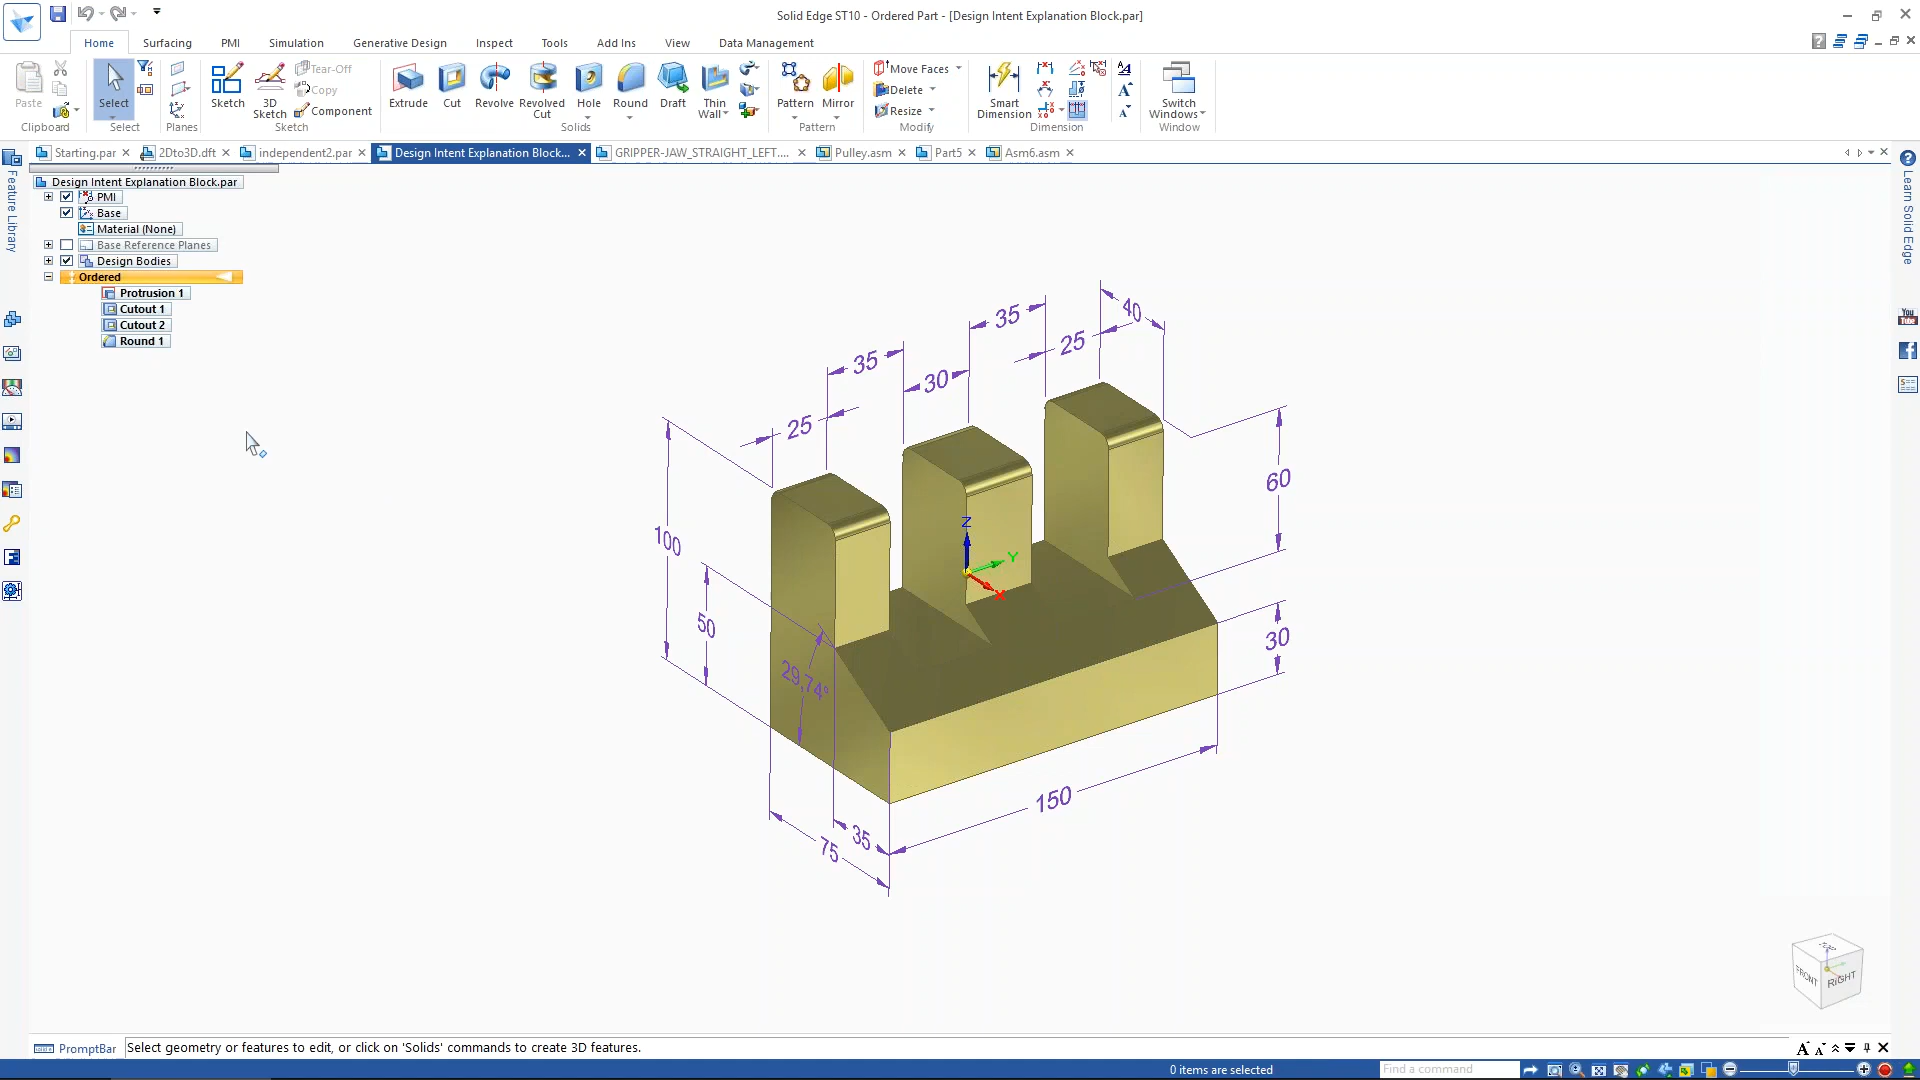 Solid Edge ST10 - Ordered Part - [Design Intent Explanation Block.par]
Home Surfacing PMI Simulation Generative Design Inspect Tools Add Ins View Data Management
Paste
Clipboard
Select
Select
Planes
Sketch
3D Sketch
Tear-Off
Copy
Component
Sketch
Extrude
Cut
Revolve
Revolved Cut
Hole
Round
Draft
Thin Wall
Solids
Pattern
Mirror
Pattern
Move Faces
Delete
Resize
Modify
Smart Dimension
Dimension
Switch Windows
Window
Starting.par
2Dto3D.dft
independent2.par
Design Intent Explanation Block...
GRIPPER-JAW_STRAIGHT_LEFT....
Pulley.asm
Part5
Asm6.asm
Feature Library
Learn Solid Edge
Design Intent Explanation Block.par
PMI
Base
Material (None)
Base Reference Planes
Design Bodies
Ordered
Protrusion 1
Cutout 1
Cutout 2
Round 1
You Tube
40
35
25
35
30
25
60
100
50
29,74°
30
150
35
75
Z
Y
X
TOP
FRONT
RIGHT
PromptBar
Select geometry or features to edit, or click on 'Solids' commands to create 3D features.
0 items are selected
Find a command